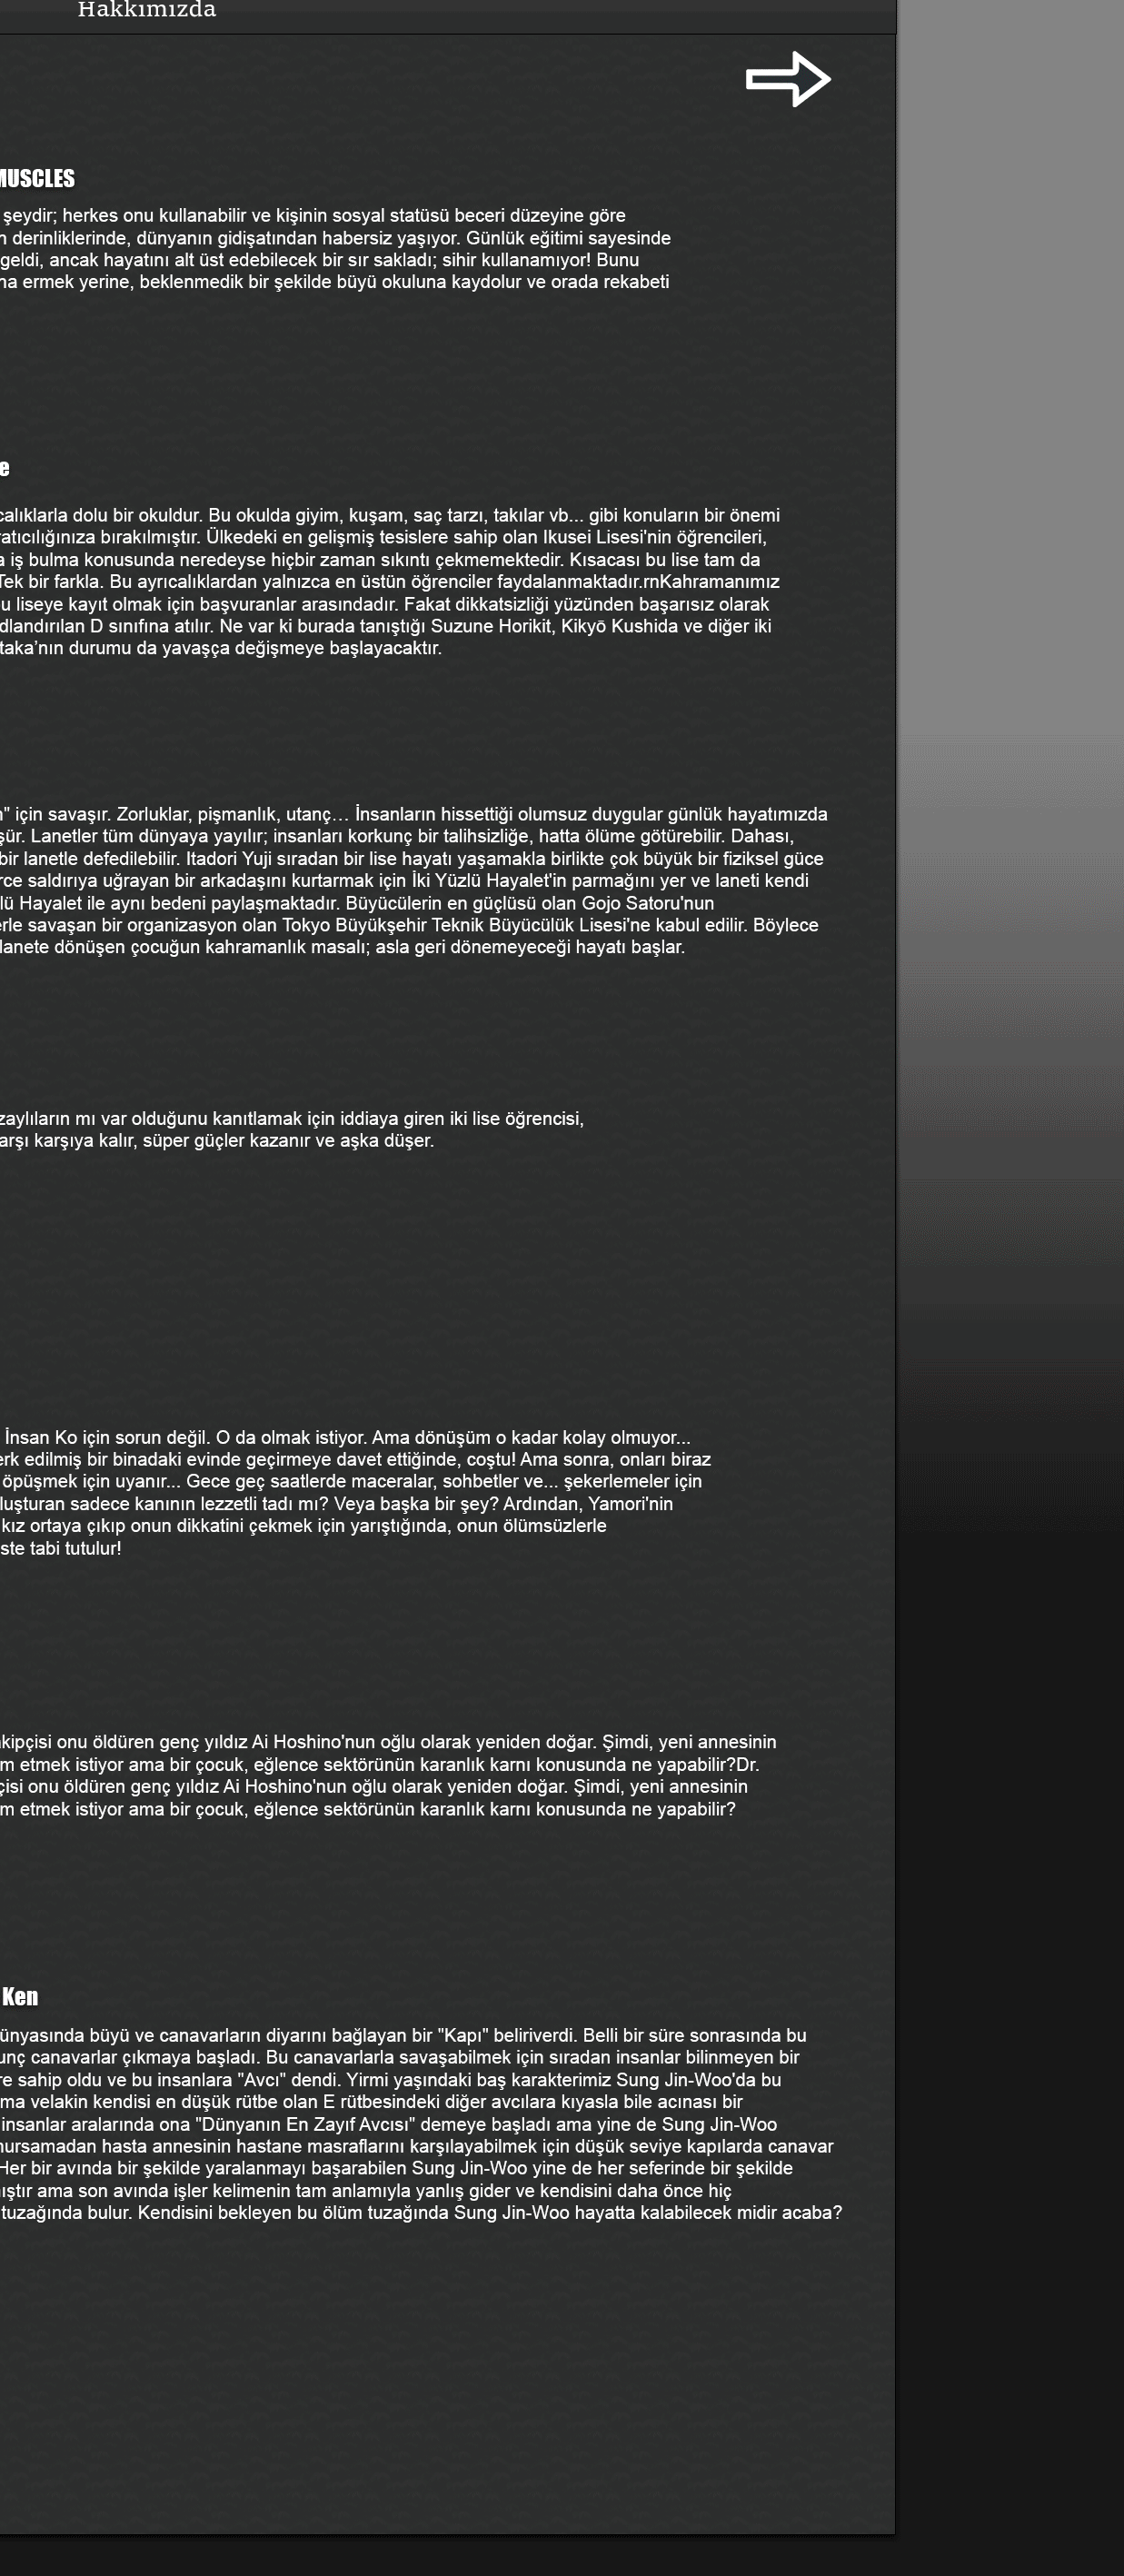 Hakkımızda
MUSCLES
şeydir; herkes onu kullanabilir ve kişinin sosyal statüsü beceri düzeyine göre
derinliklerinde, dünyanın gidişatından habersiz yaşıyor. Günlük eğitimi sayesinde
geldi, ancak hayatını alt üst edebilecek bir sır sakladı; sihir kullanamıyor! Bunu
na ermek yerine, beklenmedik bir şekilde büyü okuluna kaydolur ve orada rekabeti
e
calıklarla dolu bir okuldur. Bu okulda giyim, kuşam, saç tarzı, takılar vb... gibi konuların bir önemi
ratıcılığınıza bırakılmıştır. Ülkedeki en gelişmiş tesislere sahip olan Ikusei Lisesi'nin öğrencileri,
a iş bulma konusunda neredeyse hiçbir zaman sıkıntı çekmemektedir. Kısacası bu lise tam da
Tek bir farkla. Bu ayrıcalıklardan yalnızca en üstün öğrenciler faydalanmaktadır.rnKahramanımız
u liseye kayıt olmak için başvuranlar arasındadır. Fakat dikkatsizliği yüzünden başarısız olarak
dlandırılan D sınıfına atılır. Ne var ki burada tanıştığı Suzune Horikit, Kikyō Kushida ve diğer iki
taka’nın durumu da yavaşça değişmeye başlayacaktır.
" için savaşır. Zorluklar, pişmanlık, utanç… İnsanların hissettiği olumsuz duygular günlük hayatımızda
şür. Lanetler tüm dünyaya yayılır; insanları korkunç bir talihsizliğe, hatta ölüme götürebilir. Dahası,
bir lanetle defedilebilir. Itadori Yuji sıradan bir lise hayatı yaşamakla birlikte çok büyük bir fiziksel güce
rce saldırıya uğrayan bir arkadaşını kurtarmak için İki Yüzlü Hayalet'in parmağını yer ve laneti kendi
lü Hayalet ile aynı bedeni paylaşmaktadır. Büyücülerin en güçlüsü olan Gojo Satoru'nun
erle savaşan bir organizasyon olan Tokyo Büyükşehir Teknik Büyücülük Lisesi'ne kabul edilir. Böylece
lanete dönüşen çocuğun kahramanlık masalı; asla geri dönemeyeceği hayatı başlar.
zaylıların mı var olduğunu kanıtlamak için iddiaya giren iki lise öğrencisi,
arşı karşıya kalır, süper güçler kazanır ve aşka düşer.
İnsan Ko için sorun değil. O da olmak istiyor. Ama dönüşüm o kadar kolay olmuyor...
erk edilmiş bir binadaki evinde geçirmeye davet ettiğinde, coştu! Ama sonra, onları biraz
öpüşmek için uyanır... Gece geç saatlerde maceralar, sohbetler ve... şekerlemeler için
luşturan sadece kanının lezzetli tadı mı? Veya başka bir şey? Ardından, Yamori'nin
kız ortaya çıkıp onun dikkatini çekmek için yarıştığında, onun ölümsüzlerle
ste tabi tutulur!
kipçisi onu öldüren genç yıldız Ai Hoshino'nun oğlu olarak yeniden doğar. Şimdi, yeni annesinin
m etmek istiyor ama bir çocuk, eğlence sektörünün karanlık karnı konusunda ne yapabilir?Dr.
çisi onu öldüren genç yıldız Ai Hoshino'nun oğlu olarak yeniden doğar. Şimdi, yeni annesinin
m etmek istiyor ama bir çocuk, eğlence sektörünün karanlık karnı konusunda ne yapabilir?
Ken
ünyasında büyü ve canavarların diyarını bağlayan bir "Kapı" beliriverdi. Belli bir süre sonrasında bu
unç canavarlar çıkmaya başladı. Bu canavarlarla savaşabilmek için sıradan insanlar bilinmeyen bir
re sahip oldu ve bu insanlara "Avcı" dendi. Yirmi yaşındaki baş karakterimiz Sung Jin-Woo'da bu
ma velakin kendisi en düşük rütbe olan E rütbesindeki diğer avcılara kıyasla bile acınası bir
insanlar aralarında ona "Dünyanın En Zayıf Avcısı" demeye başladı ama yine de Sung Jin-Woo
nursamadan hasta annesinin hastane masraflarını karşılayabilmek için düşük seviye kapılarda canavar
Her bir avında bir şekilde yaralanmayı başarabilen Sung Jin-Woo yine de her seferinde bir şekilde
ıştır ama son avında işler kelimenin tam anlamıyla yanlış gider ve kendisini daha önce hiç
tuzağında bulur. Kendisini bekleyen bu ölüm tuzağında Sung Jin-Woo hayatta kalabilecek midir acaba?